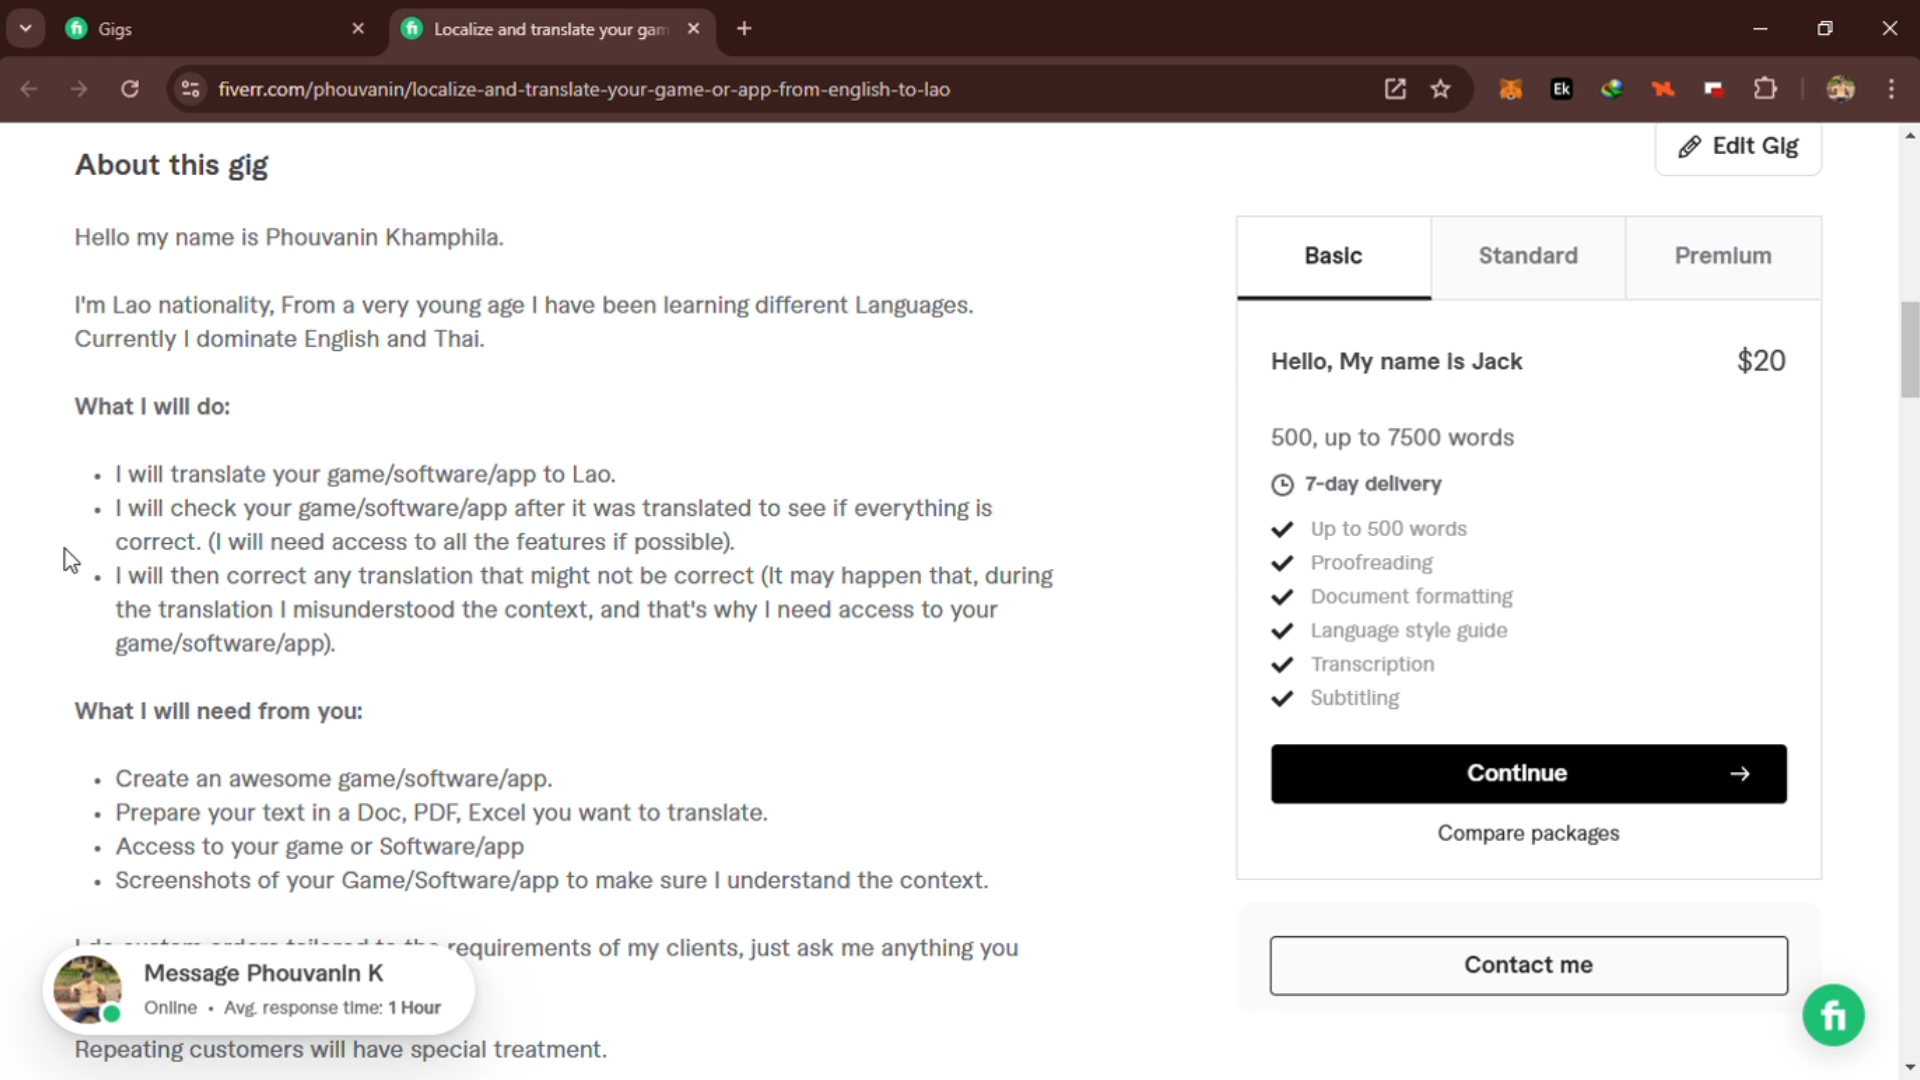 Gigs
Localize and translate your gam
fiverr.com/phouvanin/localize-and-translate-your-game-or-app-from-english-to-lao
Ek
About this gig
Edit Gig
Hello my name is Phouvanin Khamphila.
I'm Lao nationality, From a very young age I have been learning different Languages.
Currently I dominate English and Thai.
What I will do:
• I will translate your game/software/app to Lao.
• I will check your game/software/app after it was translated to see if everything is
correct. (I will need access to all the features if possible).
• I will then correct any translation that might not be correct (It may happen that, during
the translation I misunderstood the context, and that's why I need access to your
game/software/app).
What I will need from you:
• Create an awesome game/software/app.
• Prepare your text in a Doc, PDF, Excel you want to translate.
• Access to your game or Software/app
• Screenshots of your Game/Software/app to make sure I understand the context.
requirements of my clients, just ask me anything you
Message Phouvanin K
Online • Avg. response time: 1 Hour
Repeating customers will have special treatment.
Basic
Standard
Premium
Hello, My name is Jack
$20
500, up to 7500 words
7-day delivery
Up to 500 words
Proofreading
Document formatting
Language style guide
Transcription
Subtitling
Continue
Compare packages
Contact me
fi